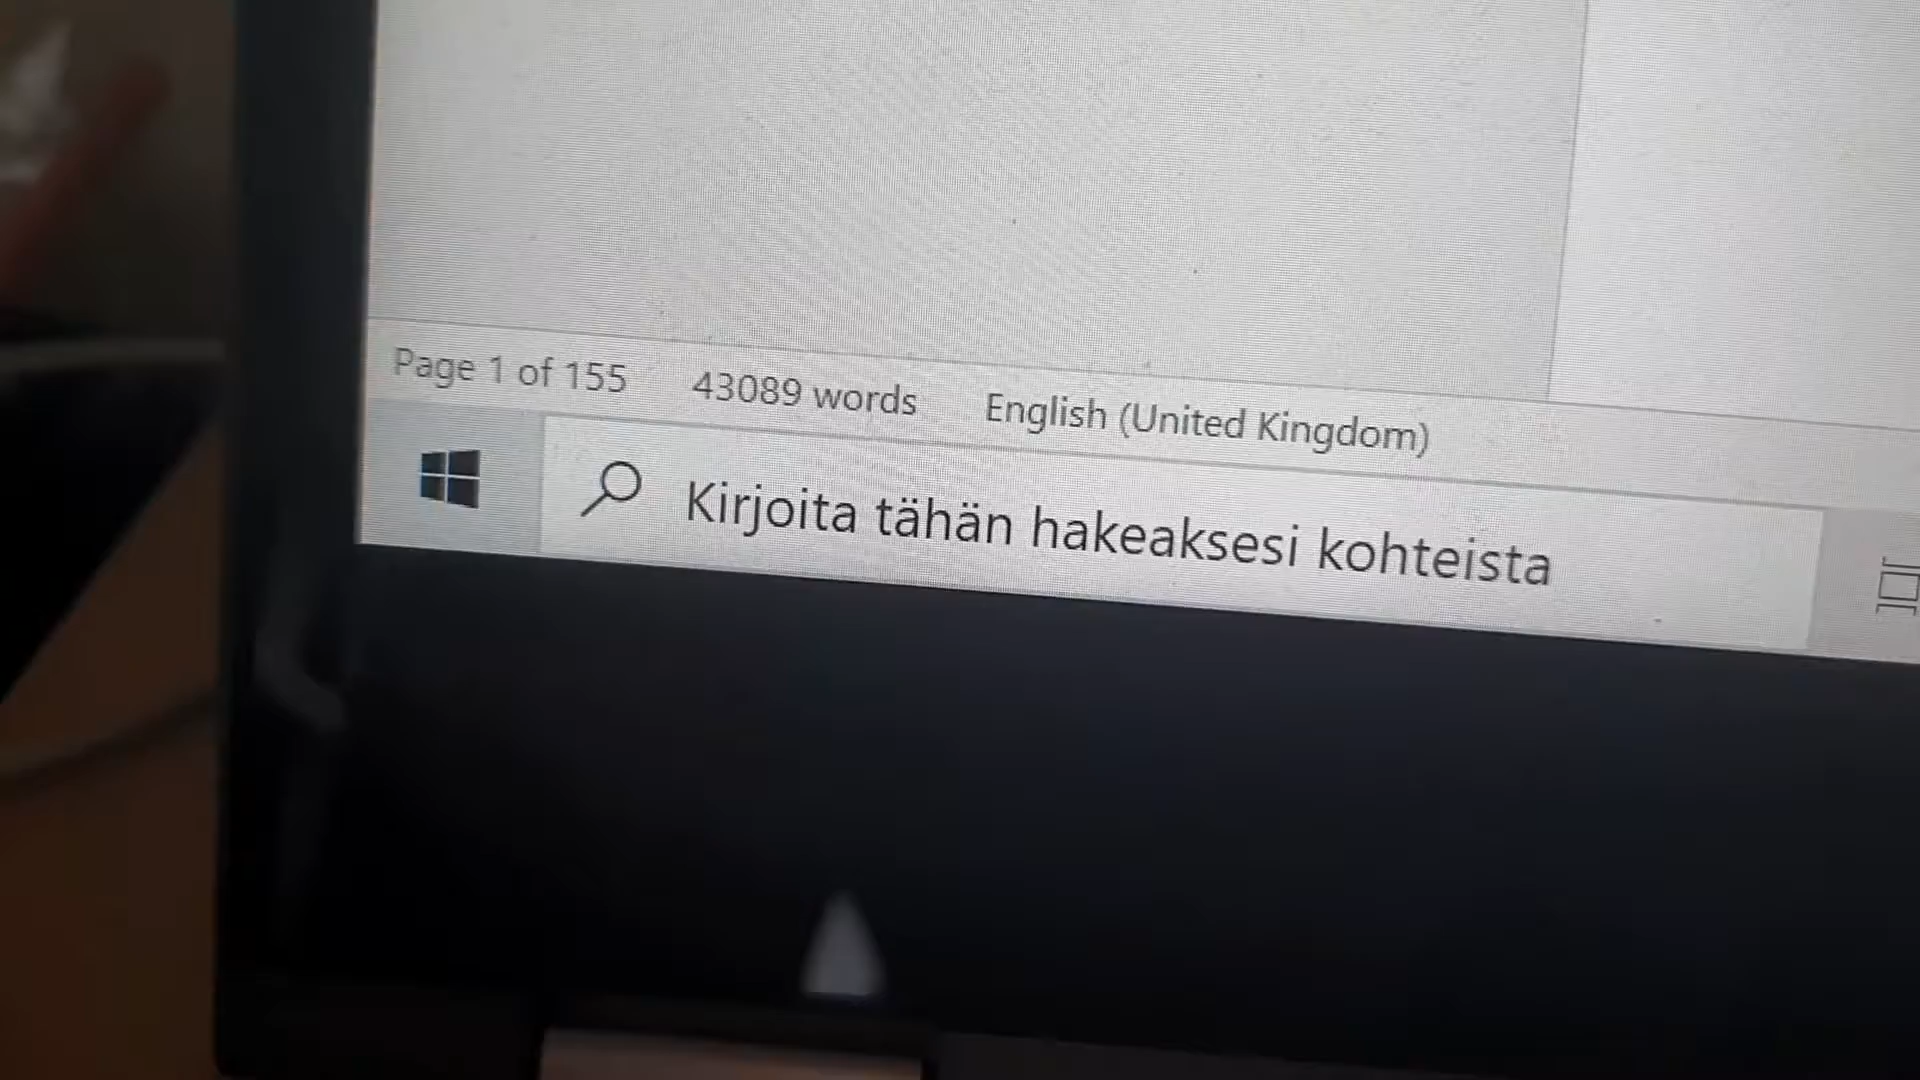 Page 1 of 155 43089 words English (United Kingdom)
Kirjoita tähän hakeaksesi kohteista